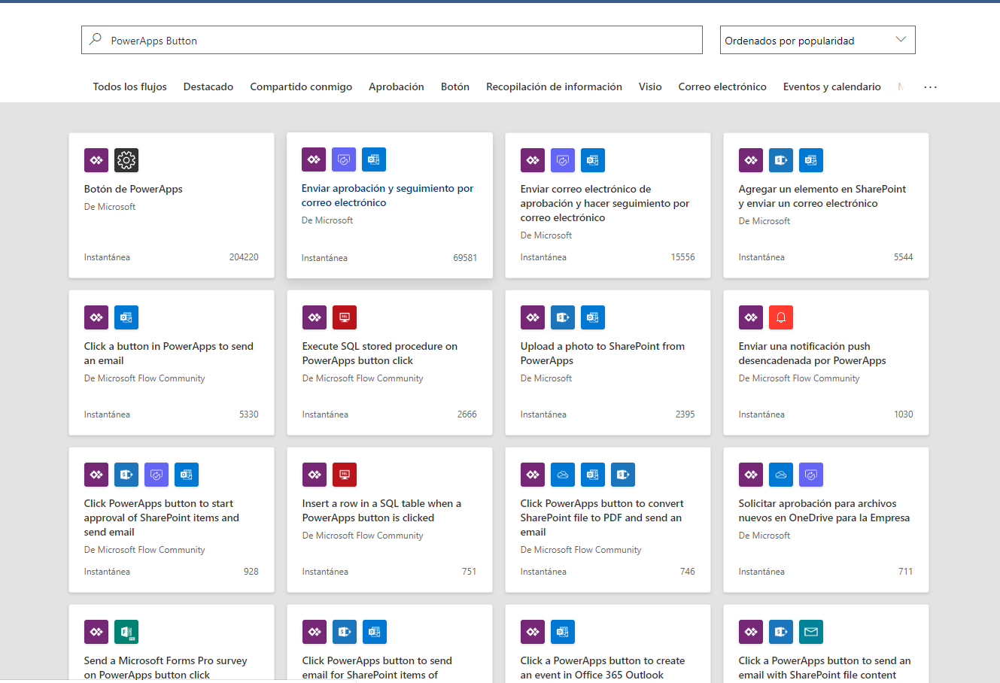 PowerApps Button
Ordenados por popularidad
Todos los flujos Destacado Compartido conmigo Aprobación Botón Recopilación de información Visio Correo electrónico Eventos y calendario
Botón de PowerApps
De Microsoft
Instantánea 204220
Enviar aprobación y seguimiento por
correo electrónico
De Microsoft
Instantánea 69581
Enviar correo electrónico de
aprobación y hacer seguimiento por
correo electrónico
De Microsoft
Instantánea 15556
Agregar un elemento en SharePoint
y enviar un correo electrónico
De Microsoft
Instantánea 5544
Click a button in PowerApps to send
an email
De Microsoft Flow Community
Instantánea 5330
SQL
Execute SQL stored procedure on
PowerApps button click
De Microsoft Flow Community
Instantánea 2666
Upload a photo to SharePoint from
PowerApps
De Microsoft
Instantánea 2395
Enviar una notificación push
desencadenada por PowerApps
De Microsoft Flow Community
Instantánea 1030
Click PowerApps button to start
approval of SharePoint items and
send email
De Microsoft Flow Community
Instantánea 928
SQL
Insert a row in a SQL table when a
PowerApps button is clicked
De Microsoft Flow Community
Instantánea 751
Click PowerApps button to convert
SharePoint file to PDF and send an
email
De Microsoft Flow Community
Instantánea 746
Solicitar aprobación para archivos
nuevos en OneDrive para la Empresa
De Microsoft
Instantánea 711
Send a Microsoft Forms Pro survey
on PowerApps button click
Click PowerApps button to send
email for SharePoint items of
Click a PowerApps button to create
an event in Office 365 Outlook
Click a PowerApps button to send an
email with SharePoint file content